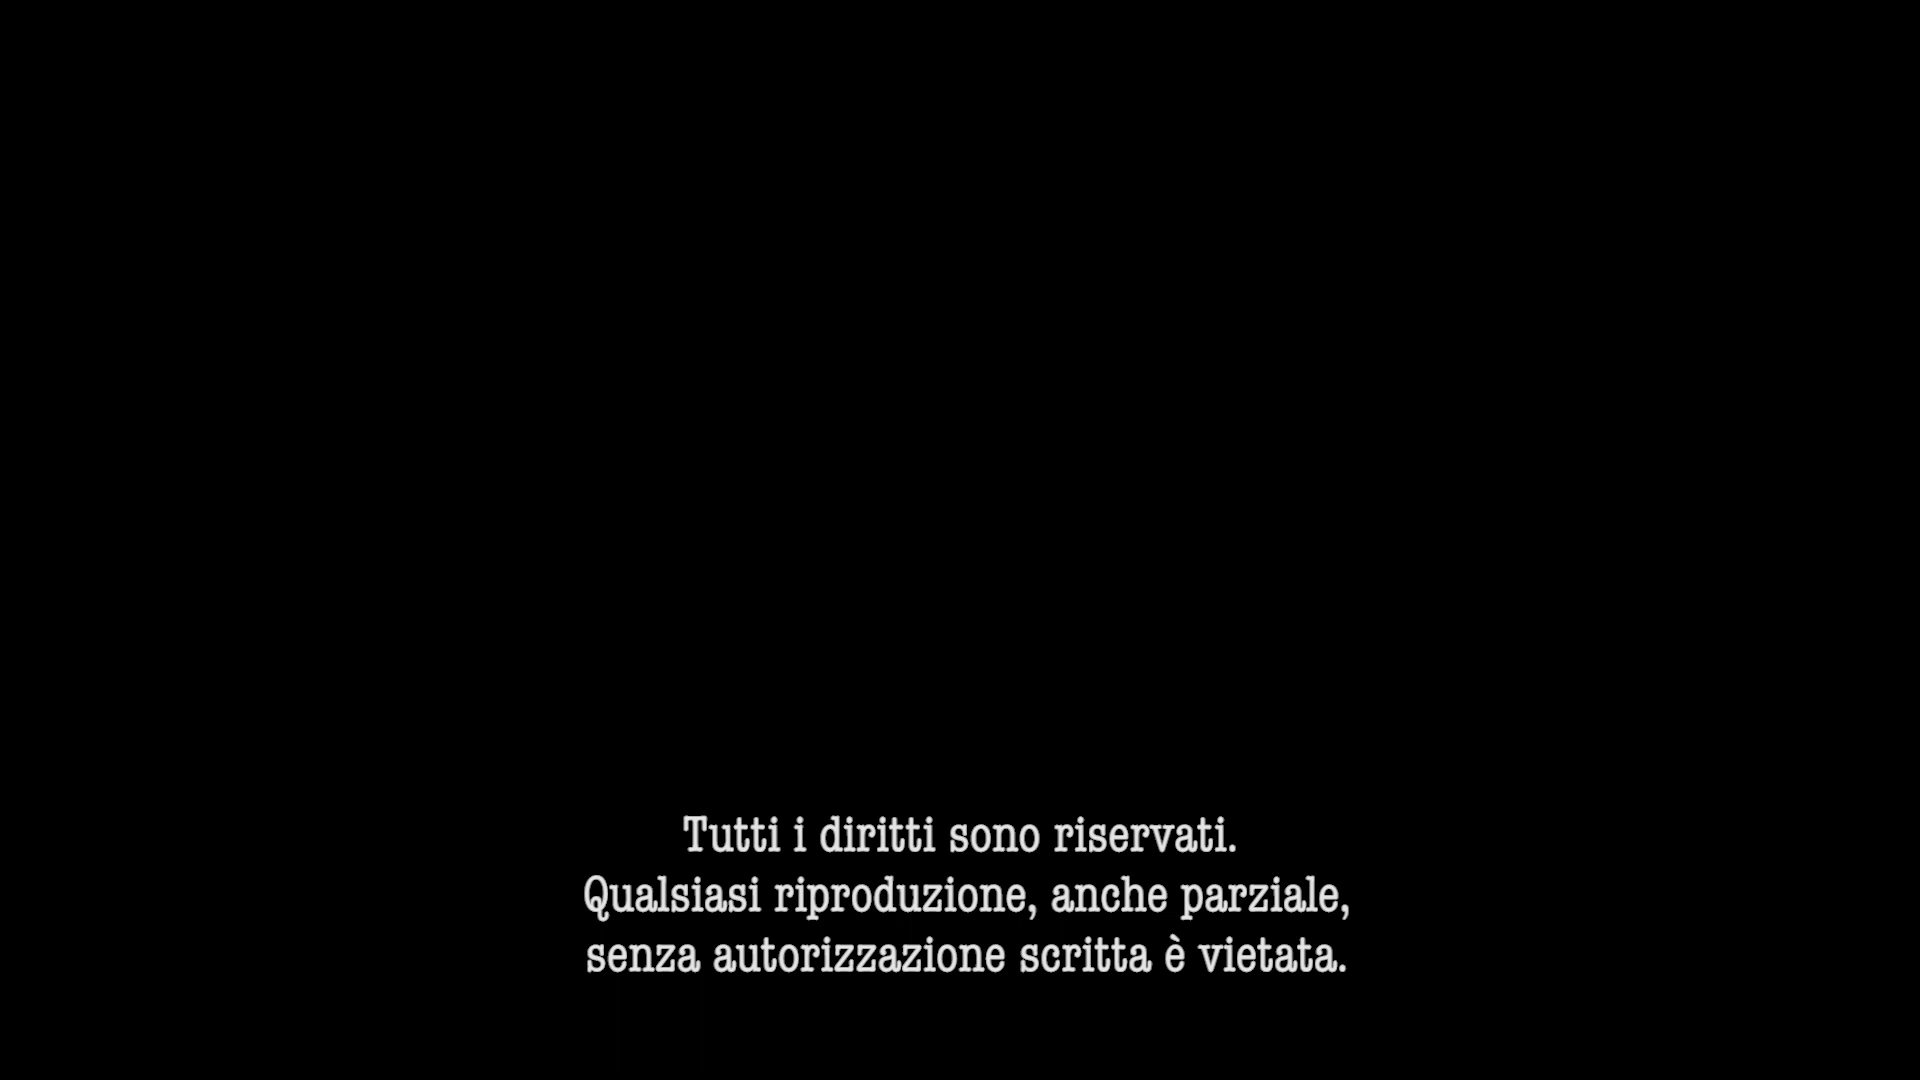 Tutti i diritti sono riservati.
Qualsiasi riproduzione, anche parziale,
senza autorizzazione scritta è vietata.